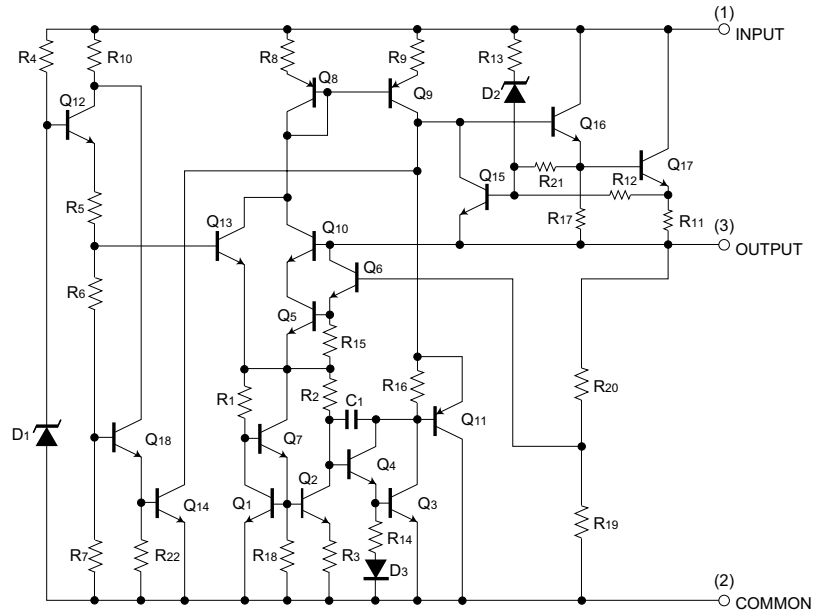 (1)
INPUT
R4
R10
R8
R9
R13
Q8
D2
Q9
Q12
Q16
Q17
Q15
R21
R12
R5
Q13
Q10
R17
R11
(3)
OUTPUT
Q6
R6
Q5
R15
R1
R2
C1
R16
R20
Q11
D1
Q18
Q7
Q4
Q14
Q1
Q2
Q3
R19
R7
R22
R18
R3
R14
D3
(2)
COMMON